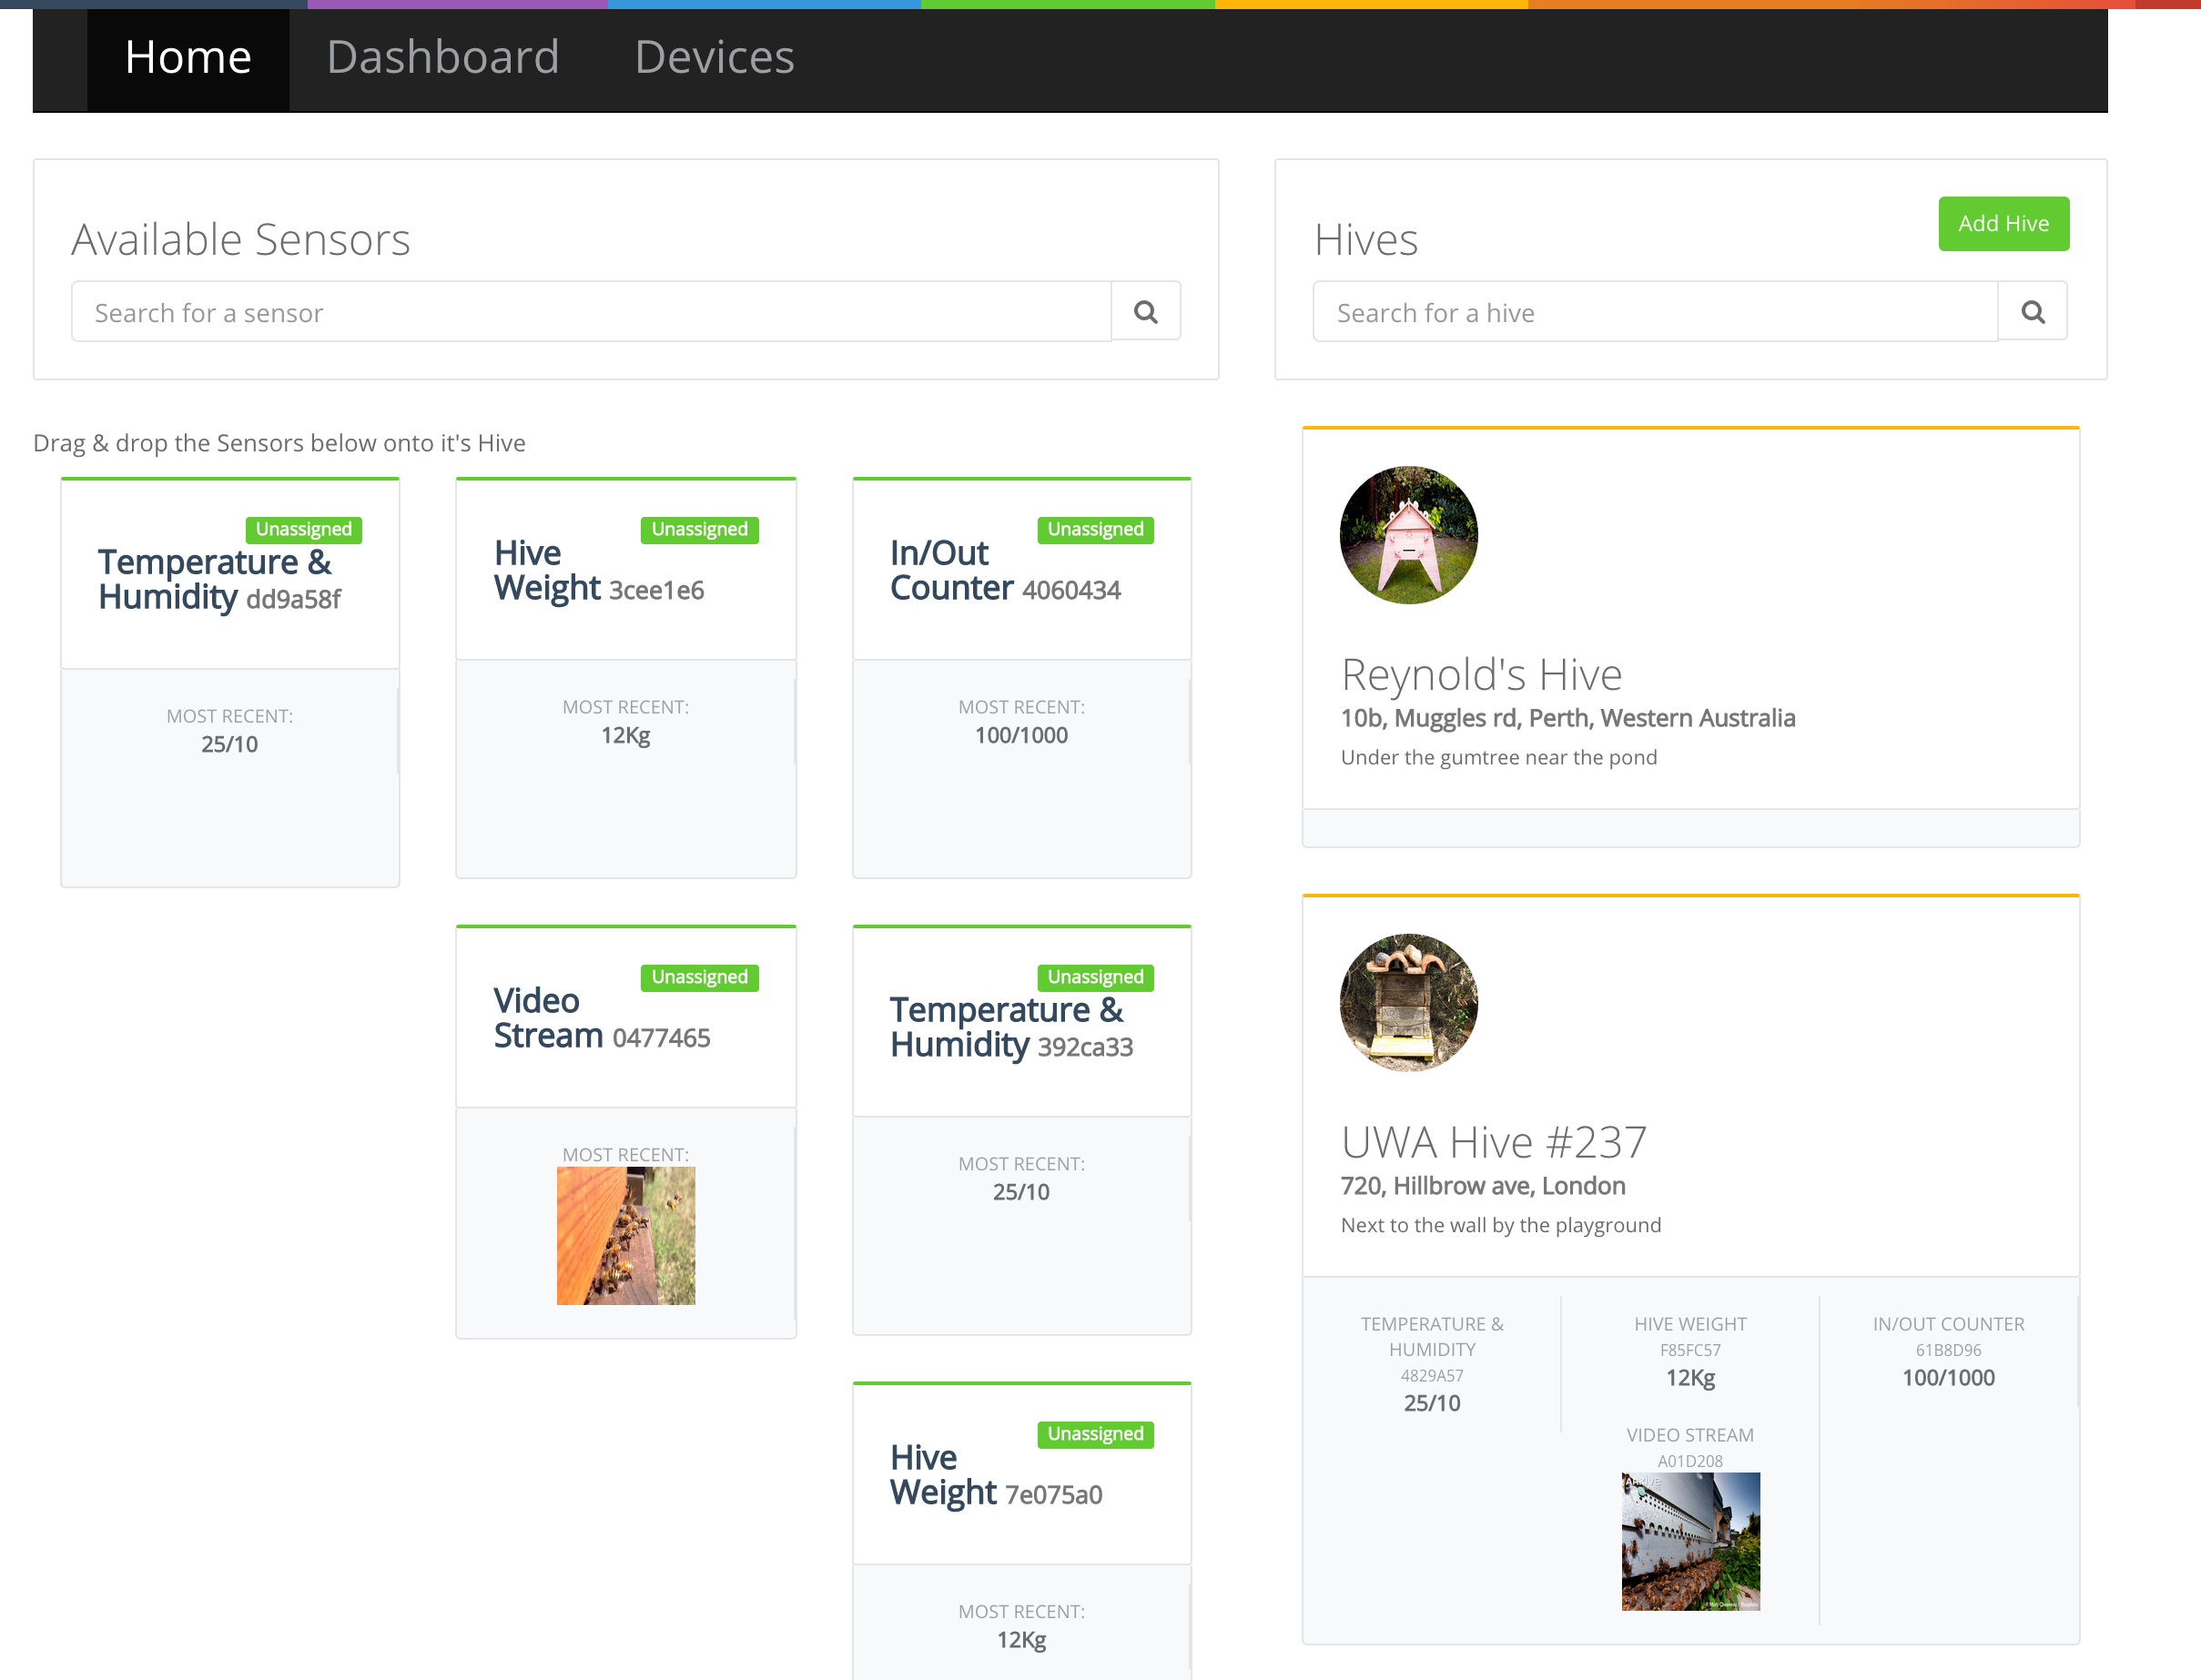 Home Dashboard Devices
Available Sensors
Search for a sensor
Drag & drop the Sensors below onto it's Hive
Unassigned
Temperature &
Humidity dd9a58f
MOST RECENT:
25/10
Unassigned
Hive
Weight 3cee1e6
MOST RECENT:
12Kg
Unassigned
In/Out
Counter 4060434
MOST RECENT:
100/1000
Unassigned
Video
Stream 0477465
MOST RECENT:
Unassigned
Temperature &
Humidity 392ca33
MOST RECENT:
25/10
Unassigned
Hive
Weight 7e075a0
MOST RECENT:
12Kg
Hives
Add Hive
Search for a hive
Reynold's Hive
10b, Muggles rd, Perth, Western Australia
Under the gumtree near the pond
UWA Hive #237
720, Hillbrow ave, London
Next to the wall by the playground
TEMPERATURE &
HUMIDITY
4829A57
25/10
HIVE WEIGHT
F85FC57
12Kg
IN/OUT COUNTER
61B8D96
100/1000
VIDEO STREAM
A01D208